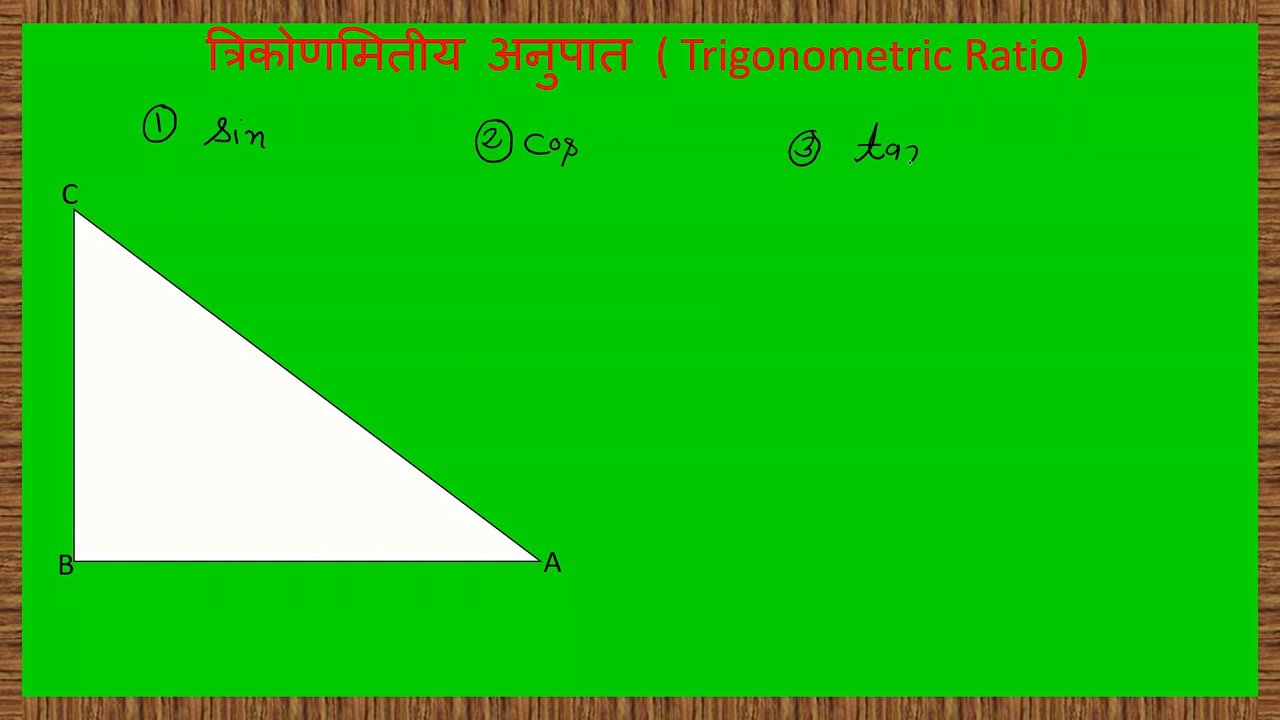 त्रिकोणमितीय अनुपात ( Trigonometric Ratio )
① sin ② cos ③ tan
C
B A